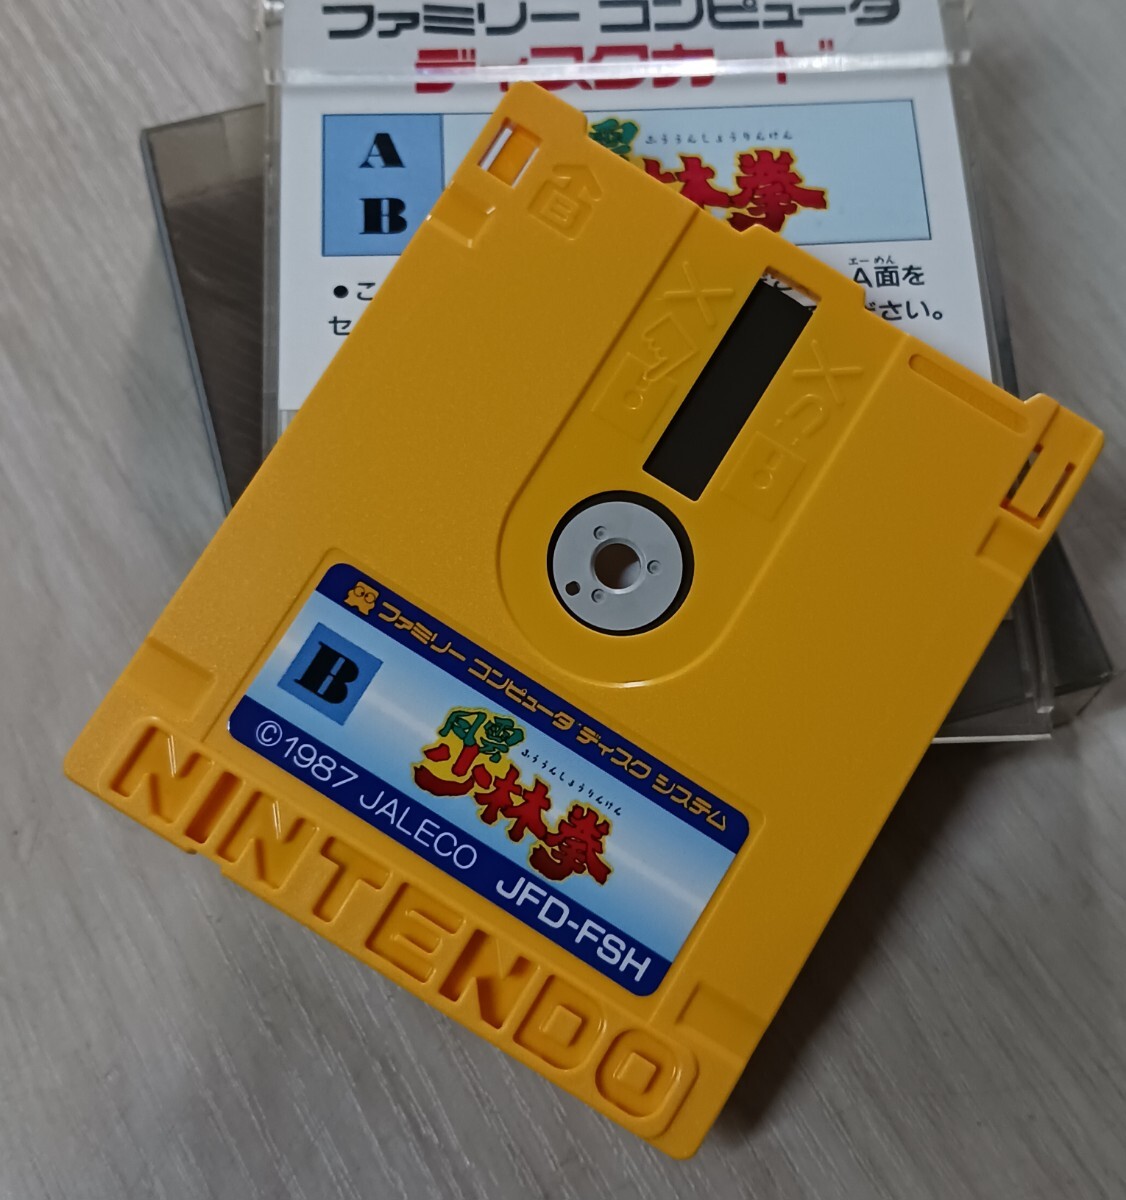 ファミリー コンピュータ
ディスクカード
A
B
ふううんしょうりんけん
雲
林拳
エーめん
●こ
A面を
セ
ださい。
B
ファミリー コンピュータ ディスク システム
B
風雲
ふううんしょうりんけん
少林拳
©1987 JALECO JFD-FSH
NINTENDO